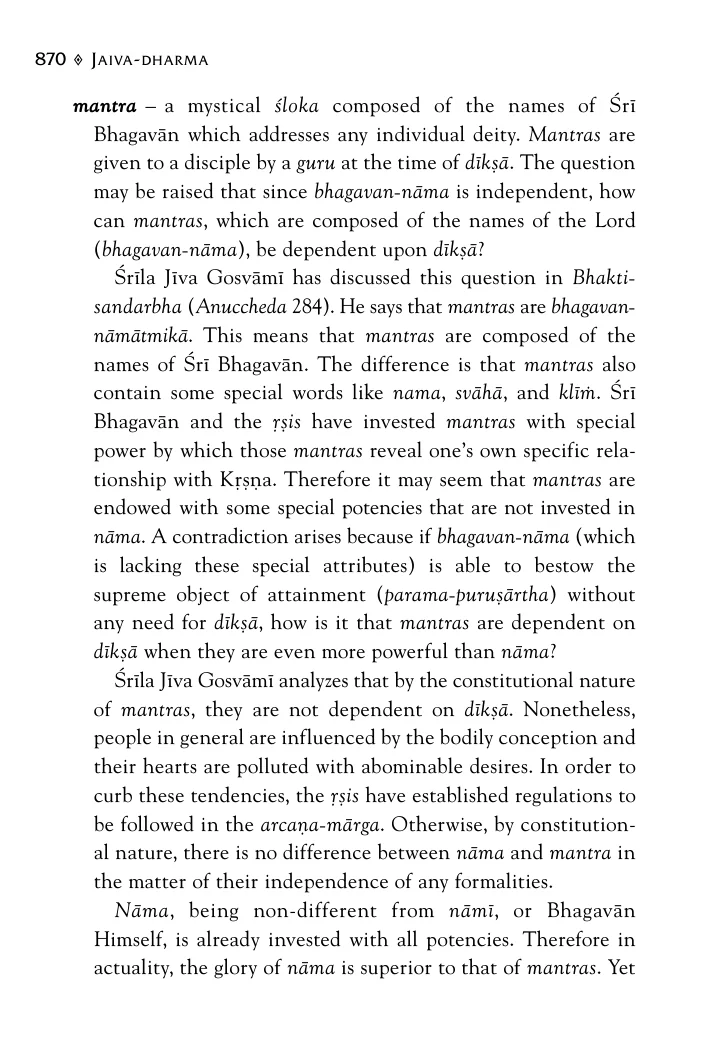 870 ◈ Jaiva-dharma
mantra – a mystical śloka composed of the names of Śrī
Bhagavān which addresses any individual deity. Mantras are
given to a disciple by a guru at the time of dīkṣā. The question
may be raised that since bhagavan-nāma is independent, how
can mantras, which are composed of the names of the Lord
(bhagavan-nāma), be dependent upon dīkṣā?
Śrīla Jīva Gosvāmī has discussed this question in Bhakti-
sandarbha (Anuccheda 284). He says that mantras are bhagavan-
nāmātmikā. This means that mantras are composed of the
names of Śrī Bhagavān. The difference is that mantras also
contain some special words like nama, svāhā, and klīṁ. Śrī
Bhagavān and the ṛṣis have invested mantras with special
power by which those mantras reveal one’s own specific rela-
tionship with Kṛṣṇa. Therefore it may seem that mantras are
endowed with some special potencies that are not invested in
nāma. A contradiction arises because if bhagavan-nāma (which
is lacking these special attributes) is able to bestow the
supreme object of attainment (parama-puruṣārtha) without
any need for dīkṣā, how is it that mantras are dependent on
dīkṣā when they are even more powerful than nāma?
Śrīla Jīva Gosvāmī analyzes that by the constitutional nature
of mantras, they are not dependent on dīkṣā. Nonetheless,
people in general are influenced by the bodily conception and
their hearts are polluted with abominable desires. In order to
curb these tendencies, the ṛṣis have established regulations to
be followed in the arcaṇa-mārga. Otherwise, by constitution-
al nature, there is no difference between nāma and mantra in
the matter of their independence of any formalities.
Nāma, being non-different from nāmī, or Bhagavān
Himself, is already invested with all potencies. Therefore in
actuality, the glory of nāma is superior to that of mantras. Yet